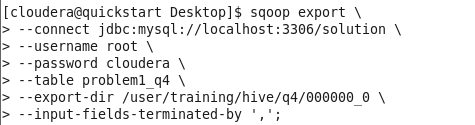 [cloudera@quickstart Desktop]$ sqoop export \
> --connect jdbc:mysql://localhost:3306/solution \
> --username root \
> --password cloudera \
> --table problem1_q4 \
> --export-dir /user/training/hive/q4/000000_0 \
> --input-fields-terminated-by ',';